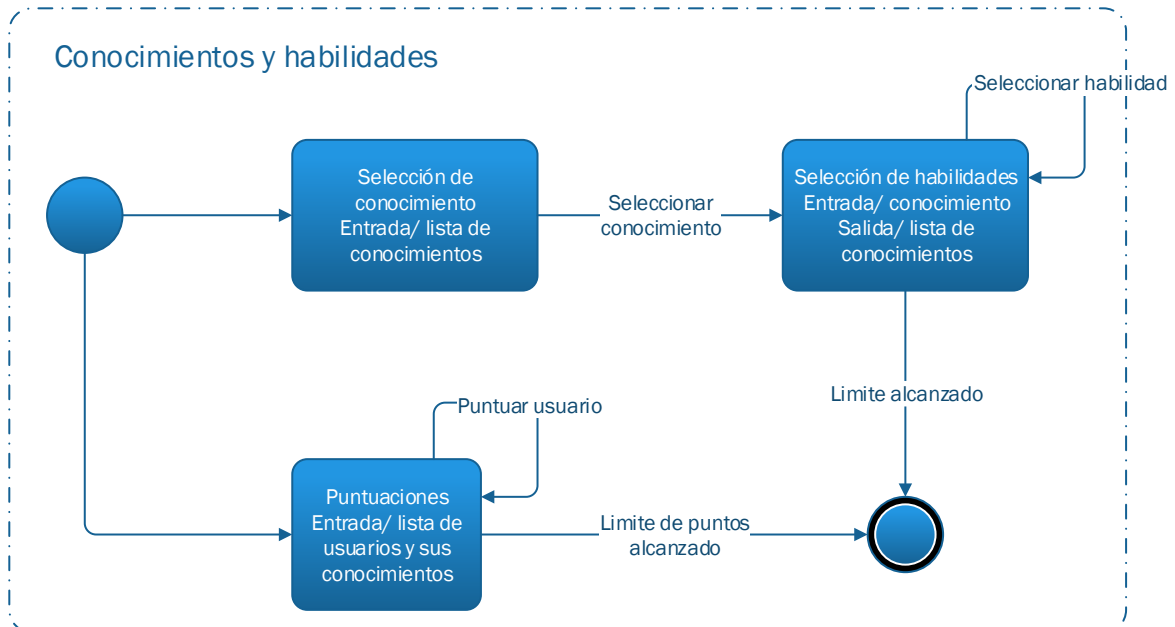 Conocimientos y habilidades
Seleccionar habilidad
Selección de
conocimiento
Entrada/ lista de
conocimientos
Seleccionar
conocimiento
Selección de habilidades
Entrada/ conocimiento
Salida/ lista de
conocimientos
Limite alcanzado
Puntuar usuario
Puntuaciones
Entrada/ lista de
usuarios y sus
conocimientos
Limite de puntos
alcanzado